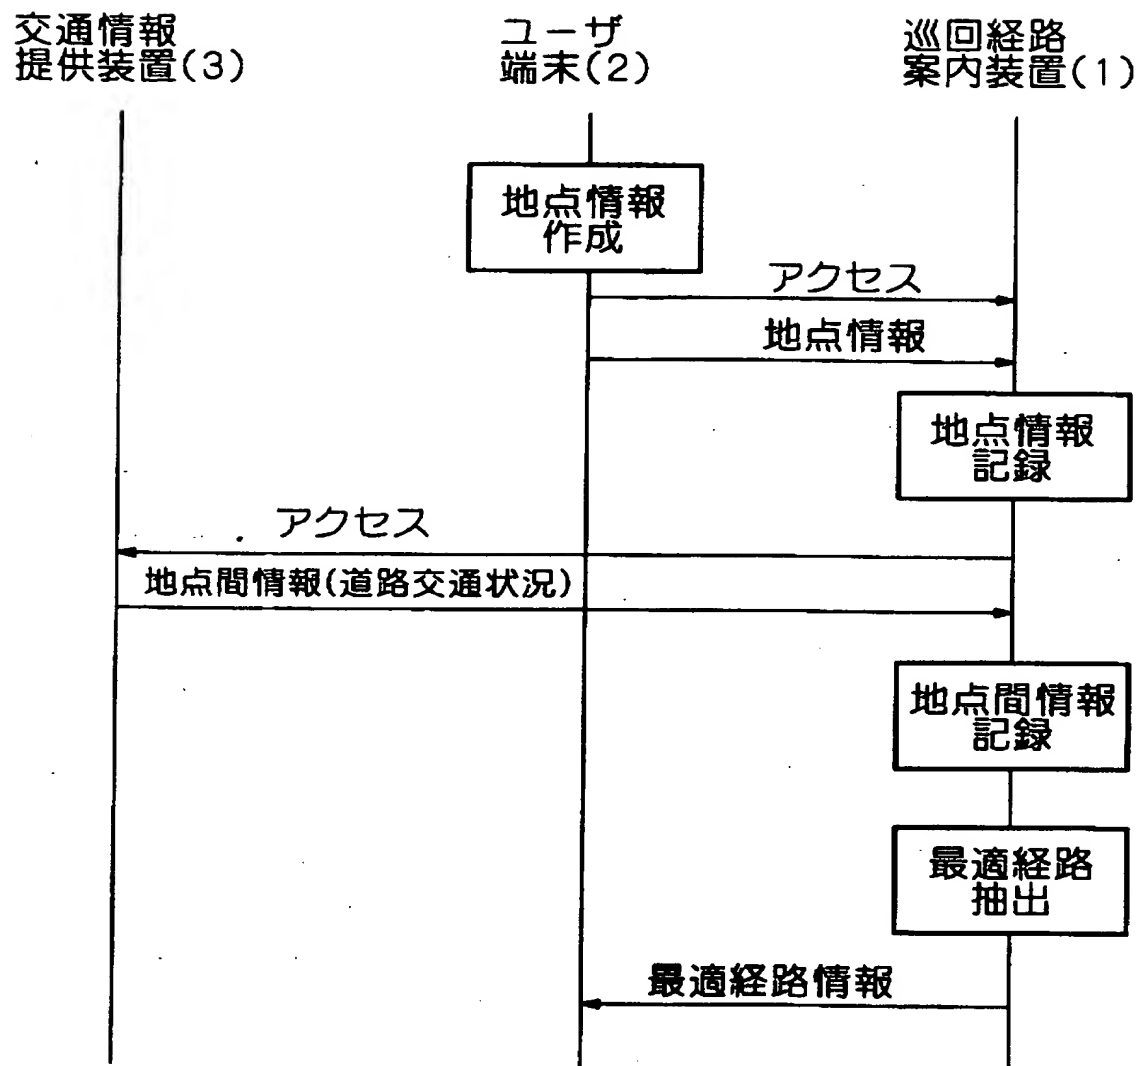 交通情報
提供装置(3)
ユーザ
端末(2)
巡回経路
案内装置(1)
地点情報
作成
アクセス
地点情報
地点情報
記録
アクセス
地点間情報(道路交通状況)
地点間情報
記録
最適経路
抽出
最適経路情報